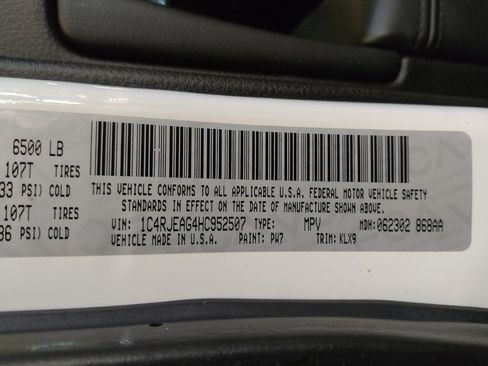 6500 LB
107T TIRES
33 PSI) COLD THIS VEHICLE CONFORMS TO ALL APPLICABLE U.S.A. FEDERAL MOTOR VEHICLE SAFETY
107T TIRES STANDARDS IN EFFECT ON THE DATE OF MANUFACTURE SHOWN ABOVE.
36 PSI) COLD VIN: 1C4RJEAG4HC952507 TYPE: MPV MDH: 062302 868AA
VEHICLE MADE IN U.S.A. PAINT: PW7 TRIM: KLX9